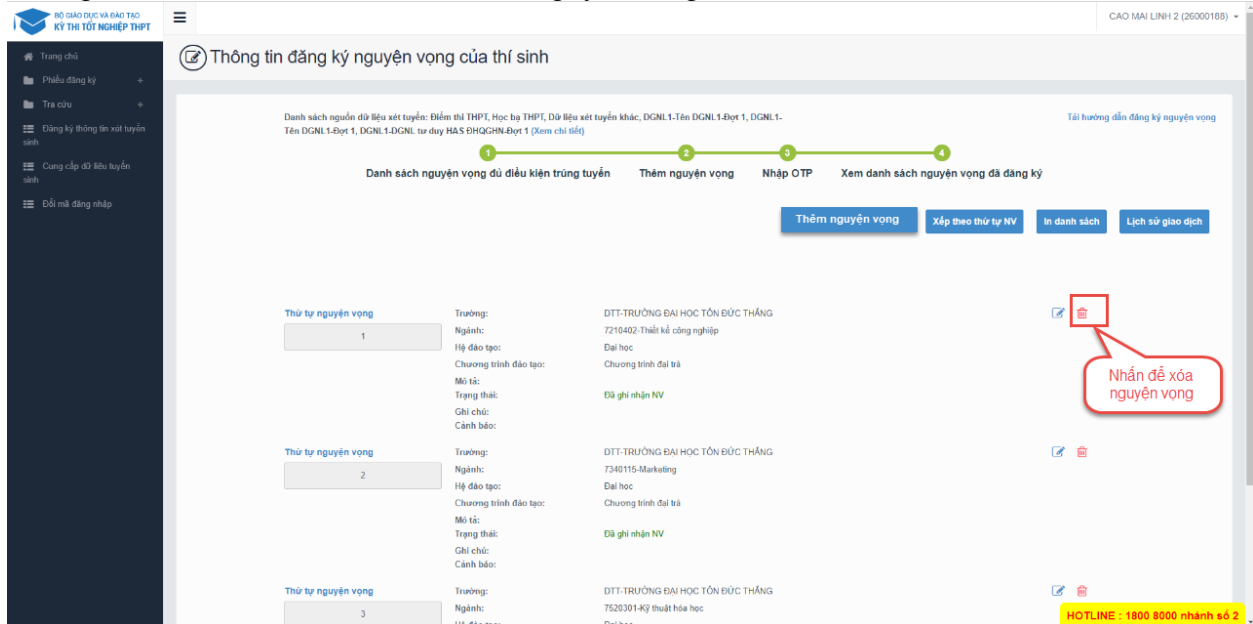 BỘ GIÁO DỤC VÀ ĐÀO TẠO
KỲ THI TỐT NGHIỆP THPT
CAO MAI LINH 2 (26000188)
Trang chủ
Phiếu đăng ký +
Tra cứu +
Đăng ký thông tin xét tuyển
sinh
Cung cấp dữ liệu tuyển
sinh
Đổi mã đăng nhập
Thông tin đăng ký nguyện vọng của thí sinh
Danh sách nguồn dữ liệu xét tuyển: Điểm thi THPT, Học bạ THPT, Dữ liệu xét tuyển khác, DGNL1-Tên DGNL1-Đợt 1, DGNL1-
Tên DGNL1-Đợt 1, DGNL1-DGNL tư duy HAS ĐHQGHN-Đợt 1 (Xem chi tiết)
Tải hướng dẫn đăng ký nguyện vọng
1 2 3 4
Danh sách nguyện vọng đủ điều kiện trúng tuyển Thêm nguyện vọng Nhập OTP Xem danh sách nguyện vọng đã đăng ký
Thêm nguyện vọng Xếp theo thứ tự NV In danh sách Lịch sử giao dịch
Thứ tự nguyện vọng
1
Trường: DTT-TRƯỜNG ĐẠI HỌC TÔN ĐỨC THẮNG
Ngành: 7210402-Thiết kế công nghiệp
Hệ đào tạo: Đại học
Chương trình đào tạo: Chương trình đại trà
Mô tả:
Trạng thái: Đã ghi nhận NV
Ghi chú:
Cảnh báo:
Nhấn để xóa
nguyện vọng
Thứ tự nguyện vọng
2
Trường: DTT-TRƯỜNG ĐẠI HỌC TÔN ĐỨC THẮNG
Ngành: 7340115-Marketing
Hệ đào tạo: Đại học
Chương trình đào tạo: Chương trình đại trà
Mô tả:
Trạng thái: Đã ghi nhận NV
Ghi chú:
Cảnh báo:
Thứ tự nguyện vọng
3
Trường: DTT-TRƯỜNG ĐẠI HỌC TÔN ĐỨC THẮNG
Ngành: 7520301-Kỹ thuật hóa học
HOTLINE : 1800 8000 nhánh số 2